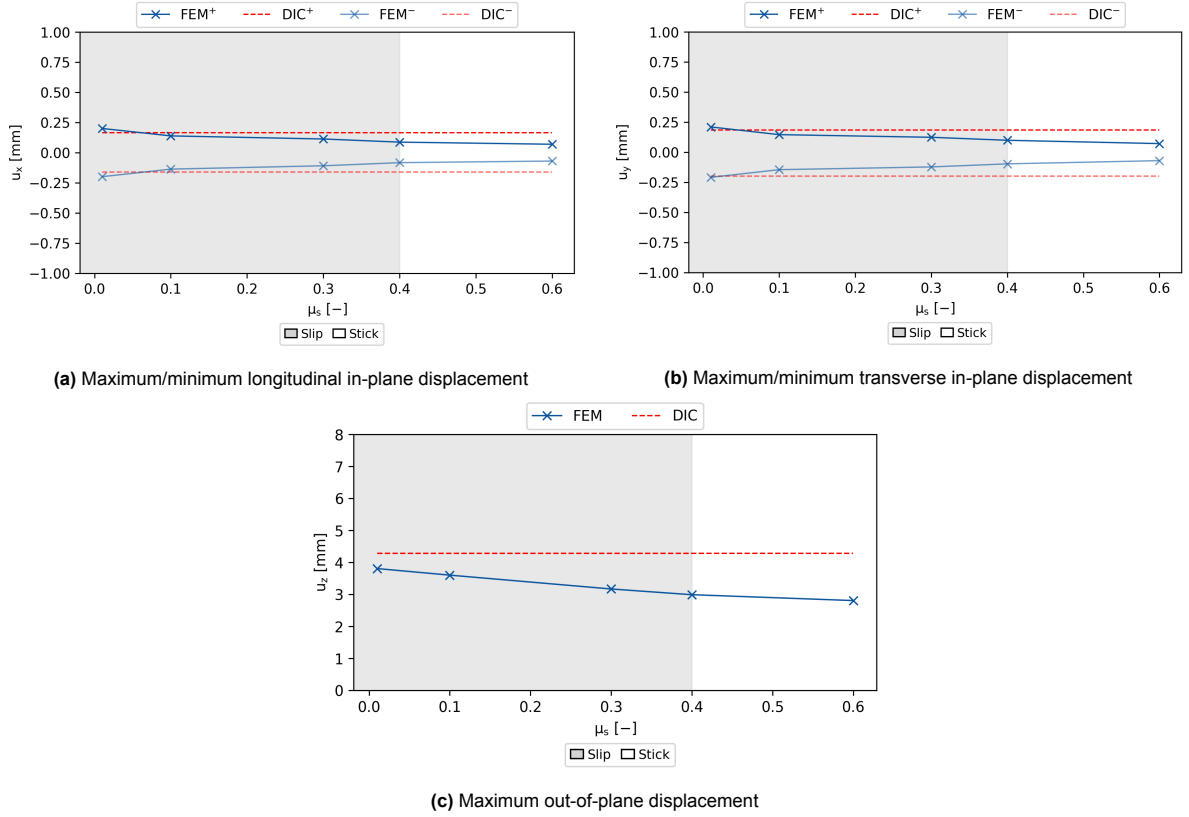 FEM⁺ DIC⁺ FEM⁻ DIC⁻
1.00
0.75
0.50
0.25
0.00
−0.25
−0.50
−0.75
−1.00
uₓ [mm]
0.0 0.1 0.2 0.3 0.4 0.5 0.6
μₛ [−]
Slip Stick
(a) Maximum/minimum longitudinal in-plane displacement
FEM⁺ DIC⁺ FEM⁻ DIC⁻
1.00
0.75
0.50
0.25
0.00
−0.25
−0.50
−0.75
−1.00
u_y [mm]
0.0 0.1 0.2 0.3 0.4 0.5 0.6
μₛ [−]
Slip Stick
(b) Maximum/minimum transverse in-plane displacement
FEM DIC
8
7
6
5
4
3
2
1
0
u_z [mm]
0.0 0.1 0.2 0.3 0.4 0.5 0.6
μₛ [−]
Slip Stick
(c) Maximum out-of-plane displacement